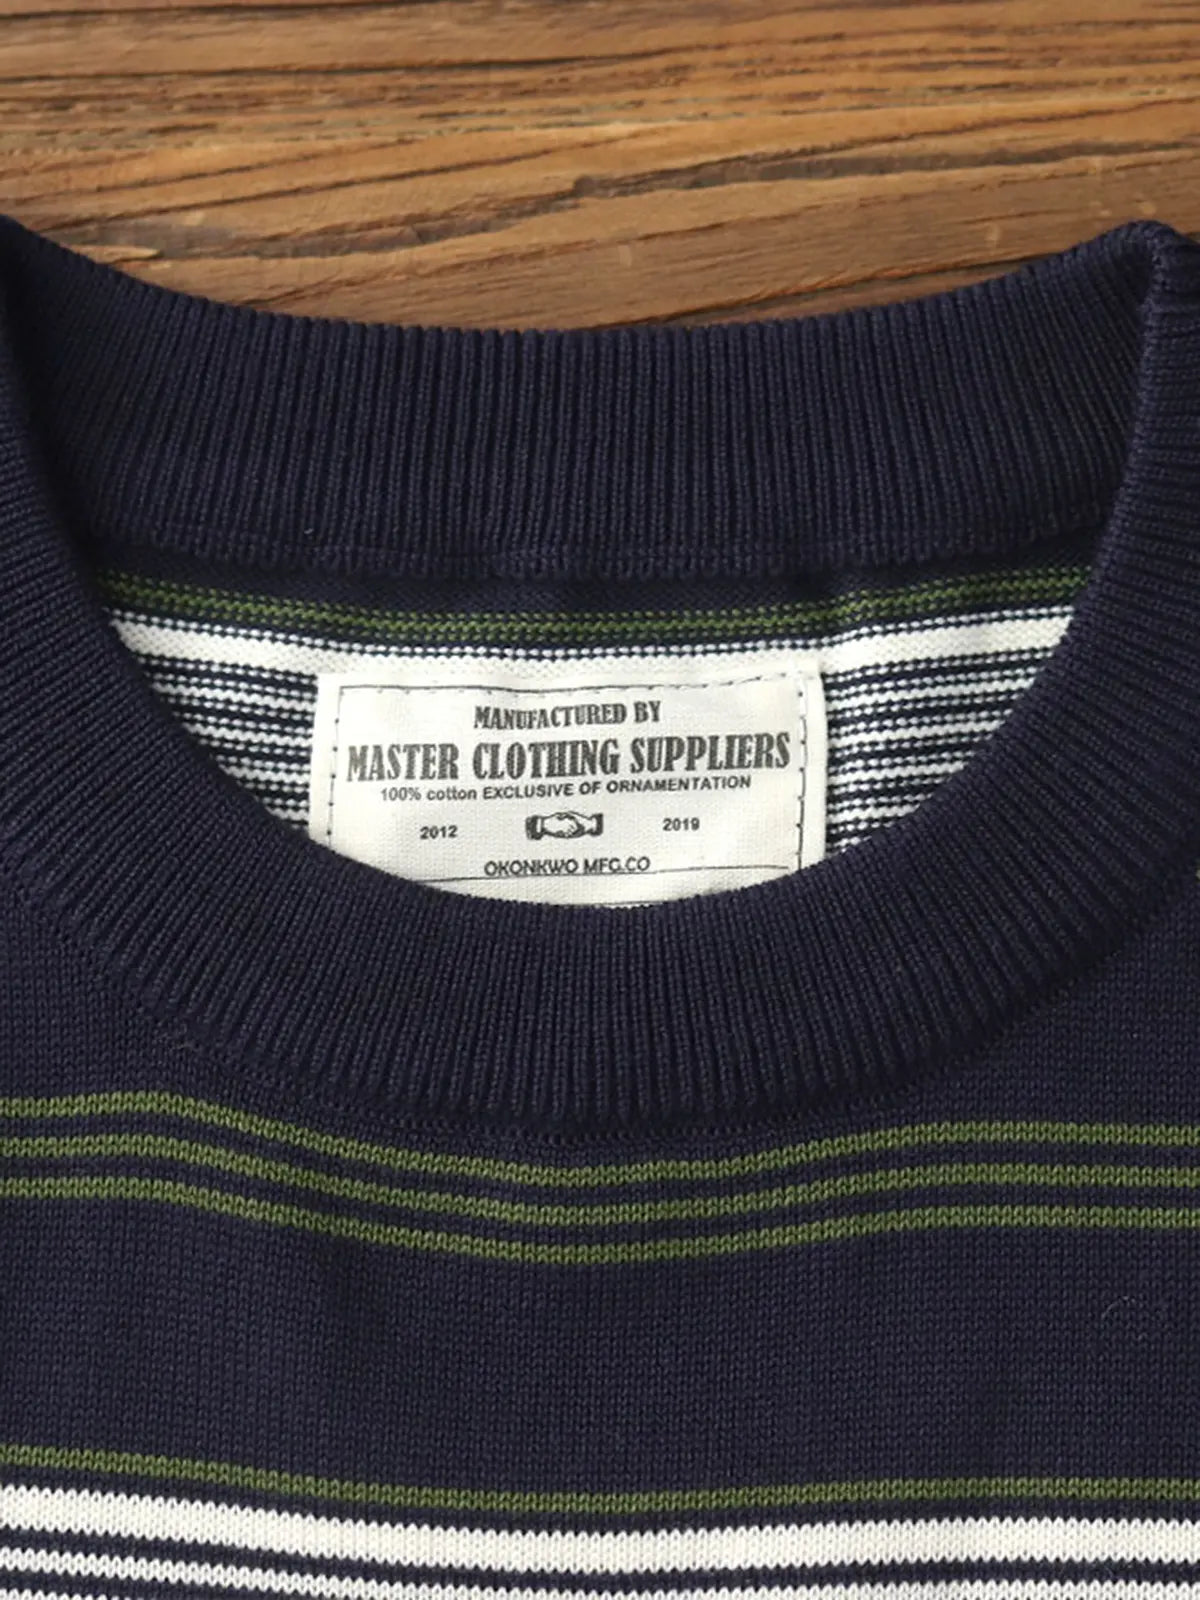 MANUFACTURED BY
MASTER CLOTHING SUPPLIERS
100% cotton EXCLUSIVE OF ORNAMENTATION
2012 2019
OKONKWO MFG.CO